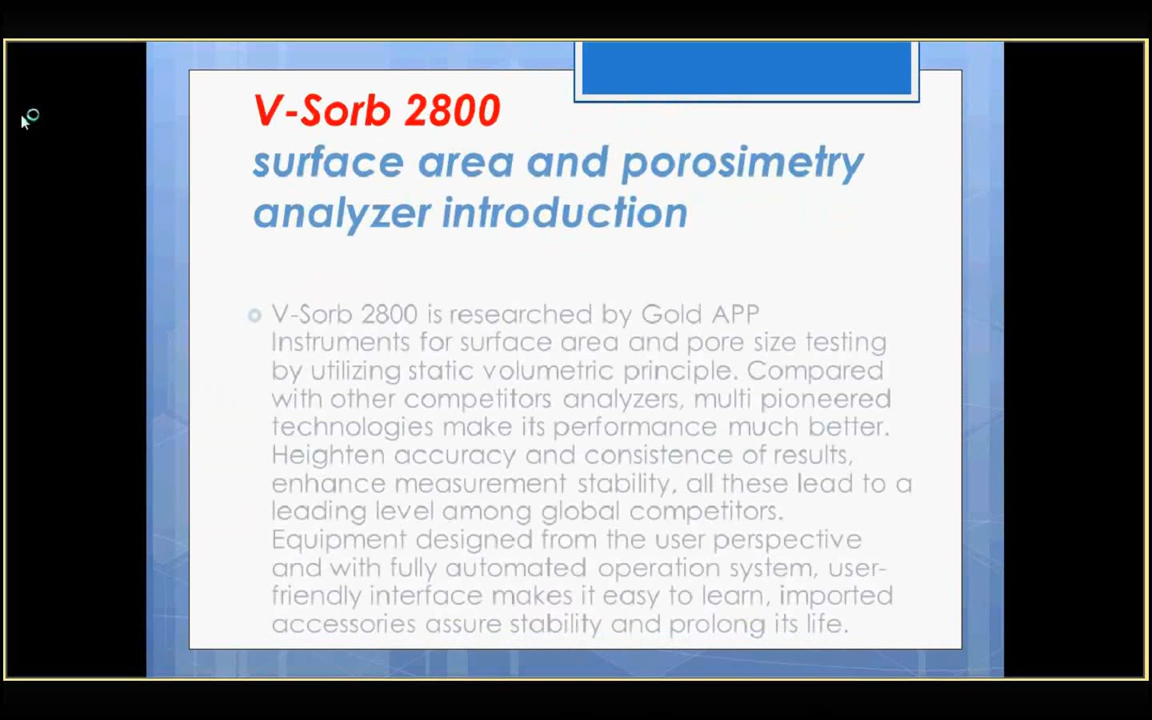 V-Sorb 2800
surface area and porosimetry
analyzer introduction
V-Sorb 2800 is researched by Gold APP
Instruments for surface area and pore size testing
by utilizing static volumetric principle. Compared
with other competitors analyzers, multi pioneered
technologies make its performance much better.
Heighten accuracy and consistence of results,
enhance measurement stability, all these lead to a
leading level among global competitors.
Equipment designed from the user perspective
and with fully automated operation system, user-
friendly interface makes it easy to learn, imported
accessories assure stability and prolong its life.